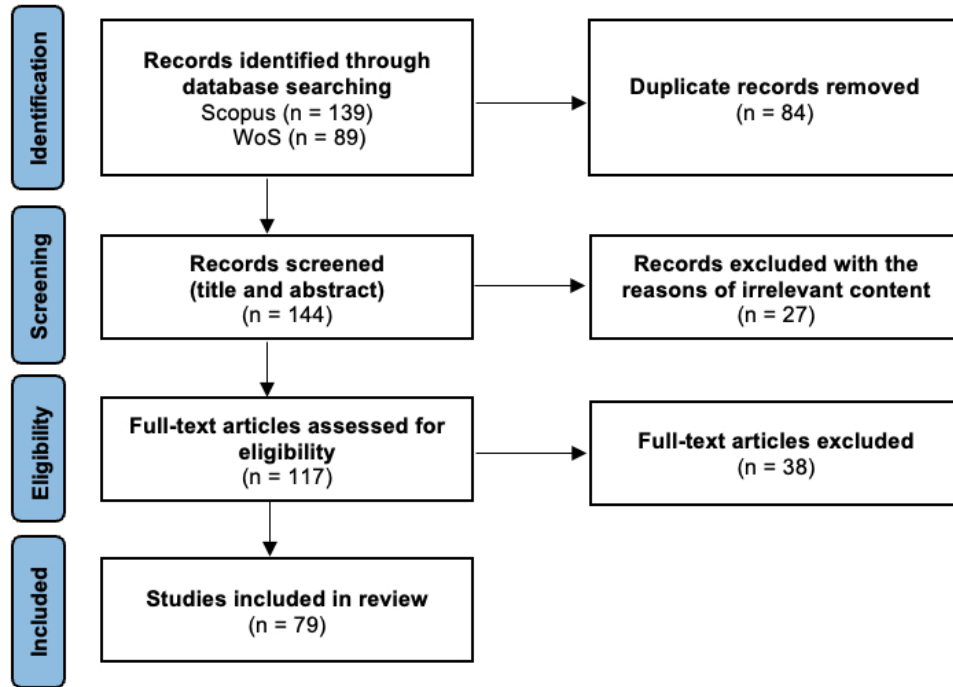 Identification
Records identified through
database searching
Scopus (n = 139)
WoS (n = 89)
Duplicate records removed
(n = 84)
Screening
Records screened
(title and abstract)
(n = 144)
Records excluded with the
reasons of irrelevant content
(n = 27)
Eligibility
Full-text articles assessed for
eligibility
(n = 117)
Full-text articles excluded
(n = 38)
Included
Studies included in review
(n = 79)